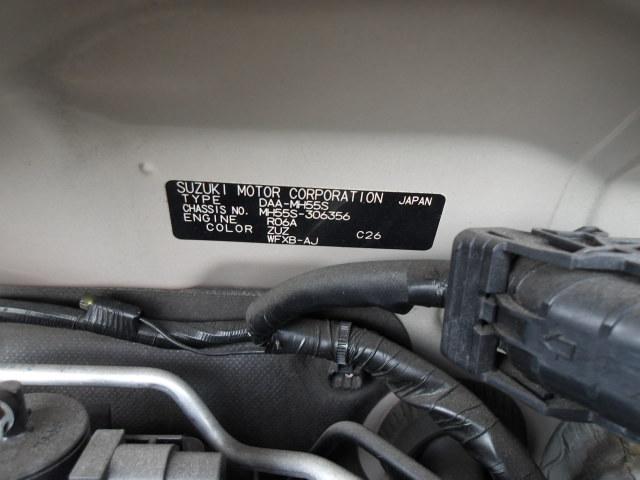 SUZUKI MOTOR CORPORATION JAPAN
TYPE DAA-MH55S
CHASSIS NO. MH55S-306356
ENGINE R06A
COLOR ZUZ C26
WFXB-AJ